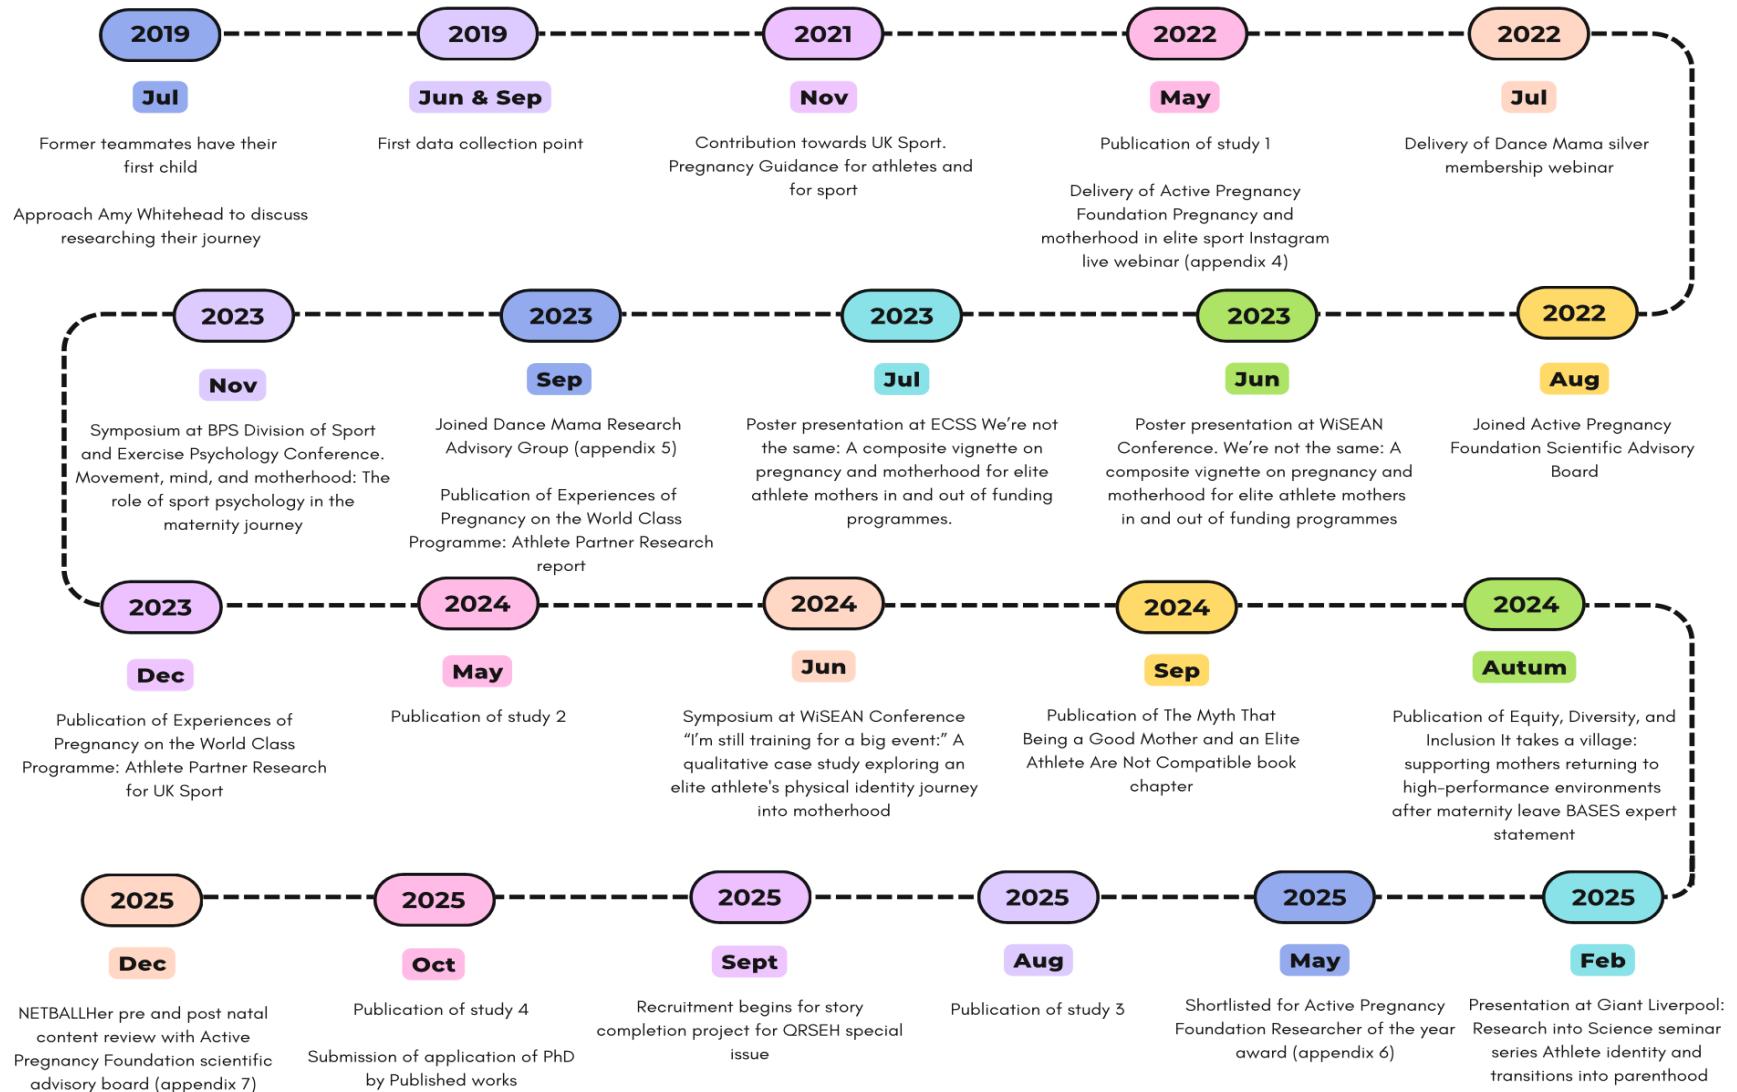 2019
Jul
Former teammates have their
first child
Approach Amy Whitehead to discuss
researching their journey
2019
Jun & Sep
First data collection point
2021
Nov
Contribution towards UK Sport.
Pregnancy Guidance for athletes and
for sport
2022
May
Publication of study 1
Delivery of Active Pregnancy
Foundation Pregnancy and
motherhood in elite sport Instagram
live webinar (appendix 4)
2022
Jul
Delivery of Dance Mama silver
membership webinar
2022
Aug
Joined Active Pregnancy
Foundation Scientific Advisory
Board
2023
Jun
Poster presentation at WiSEAN
Conference. We're not the same: A
composite vignette on pregnancy and
motherhood for elite athlete mothers
in and out of funding programmes
2023
Jul
Poster presentation at ECSS We're not
the same: A composite vignette on
pregnancy and motherhood for elite
athlete mothers in and out of funding
programmes.
2023
Sep
Joined Dance Mama Research
Advisory Group (appendix 5)
Publication of Experiences of
Pregnancy on the World Class
Programme: Athlete Partner Research
report
2023
Nov
Symposium at BPS Division of Sport
and Exercise Psychology Conference.
Movement, mind, and motherhood: The
role of sport psychology in the
maternity journey
2023
Dec
Publication of Experiences of
Pregnancy on the World Class
Programme: Athlete Partner Research
for UK Sport
2024
May
Publication of study 2
2024
Jun
Symposium at WiSEAN Conference
"I'm still training for a big event:" A
qualitative case study exploring an
elite athlete's physical identity journey
into motherhood
2024
Sep
Publication of The Myth That
Being a Good Mother and an Elite
Athlete Are Not Compatible book
chapter
2024
Autum
Publication of Equity, Diversity, and
Inclusion It takes a village:
supporting mothers returning to
high-performance environments
after maternity leave BASES expert
statement
2025
Feb
Presentation at Giant Liverpool:
Research into Science seminar
series Athlete identity and
transitions into parenthood
2025
May
Shortlisted for Active Pregnancy
Foundation Researcher of the year
award (appendix 6)
2025
Aug
Publication of study 3
2025
Sept
Recruitment begins for story
completion project for QRSEH special
issue
2025
Oct
Publication of study 4
Submission of application of PhD
by Published works
2025
Dec
NETBALLHer pre and post natal
content review with Active
Pregnancy Foundation scientific
advisory board (appendix 7)